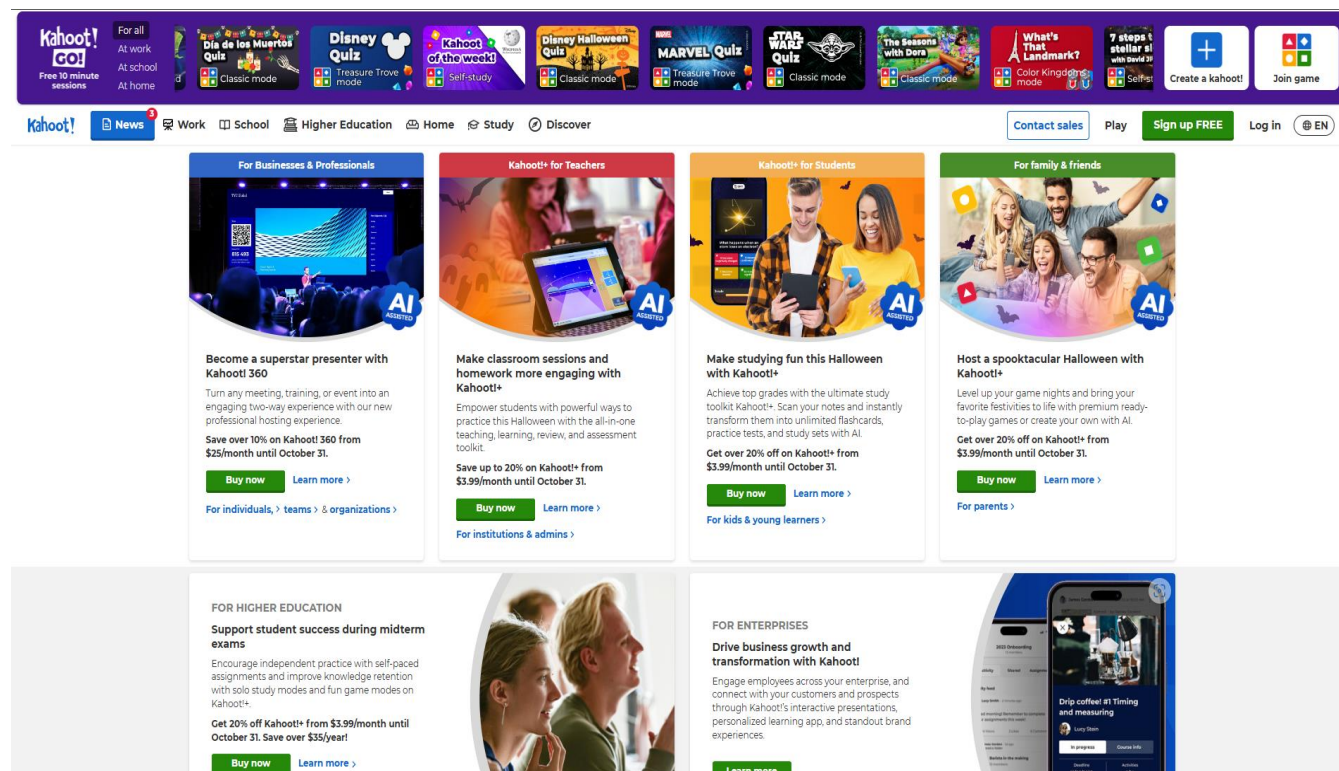 Kahoot!
GO!
Free 10 minute
sessions
For all
At work
At school
At home
Día de los Muertos
Quiz
Classic mode
Disney
Quiz
Treasure Trove
mode
Kahoot
of the week!
Self-study
Disney Halloween
Quiz
Classic mode
MARVEL Quiz
Treasure Trove
mode
STAR
WARS
Quiz
Classic mode
The Seasons
with Dora
Classic mode
What's
That
Landmark?
Color Kingdoms
mode
7 steps t
stellar sl
with David
Self-st
Create a kahoot!
Join game
Kahoot!
News
3
Work
School
Higher Education
Home
Study
Discover
Contact sales
Play
Sign up FREE
Log in
EN
For Businesses & Professionals
AI
ASSISTED
Become a superstar presenter with
Kahoot! 360
Turn any meeting, training, or event into an
engaging two-way experience with our new
professional hosting experience.
Save over 10% on Kahoot! 360 from
$25/month until October 31.
Buy now Learn more >
For individuals, > teams > & organizations >
Kahoot!+ for Teachers
AI
ASSISTED
Make classroom sessions and
homework more engaging with
Kahoot!+
Empower students with powerful ways to
practice this Halloween with the all-in-one
teaching, learning, review, and assessment
toolkit.
Save up to 20% on Kahoot!+ from
$3.99/month until October 31.
Buy now Learn more >
For institutions & admins >
Kahoot!+ for Students
AI
ASSISTED
Make studying fun this Halloween
with Kahoot!+
Achieve top grades with the ultimate study
toolkit Kahoot!+. Scan your notes and instantly
transform them into unlimited flashcards,
practice tests, and study sets with AI.
Get over 20% off on Kahoot!+ from
$3.99/month until October 31.
Buy now Learn more >
For kids & young learners >
For family & friends
AI
ASSISTED
Host a spooktacular Halloween with
Kahoot!+
Level up your game nights and bring your
favorite festivities to life with premium ready-
to-play games or create your own with AI.
Get over 20% off on Kahoot!+ from
$3.99/month until October 31.
Buy now Learn more >
For parents >
FOR HIGHER EDUCATION
Support student success during midterm
exams
Encourage independent practice with self-paced
assignments and improve knowledge retention
with solo study modes and fun game modes on
Kahoot!+.
Get 20% off Kahoot!+ from $3.99/month until
October 31. Save over $35/year!
Buy now Learn more >
FOR ENTERPRISES
Drive business growth and
transformation with Kahoot!
Engage employees across your enterprise, and
connect with your customers and prospects
through Kahoot!'s interactive presentations,
personalized learning app, and standout brand
experiences.
Learn more
Drip coffee! #1 Timing
and measuring
Lucy Stein
In progress
Course info
Deadline
Activities